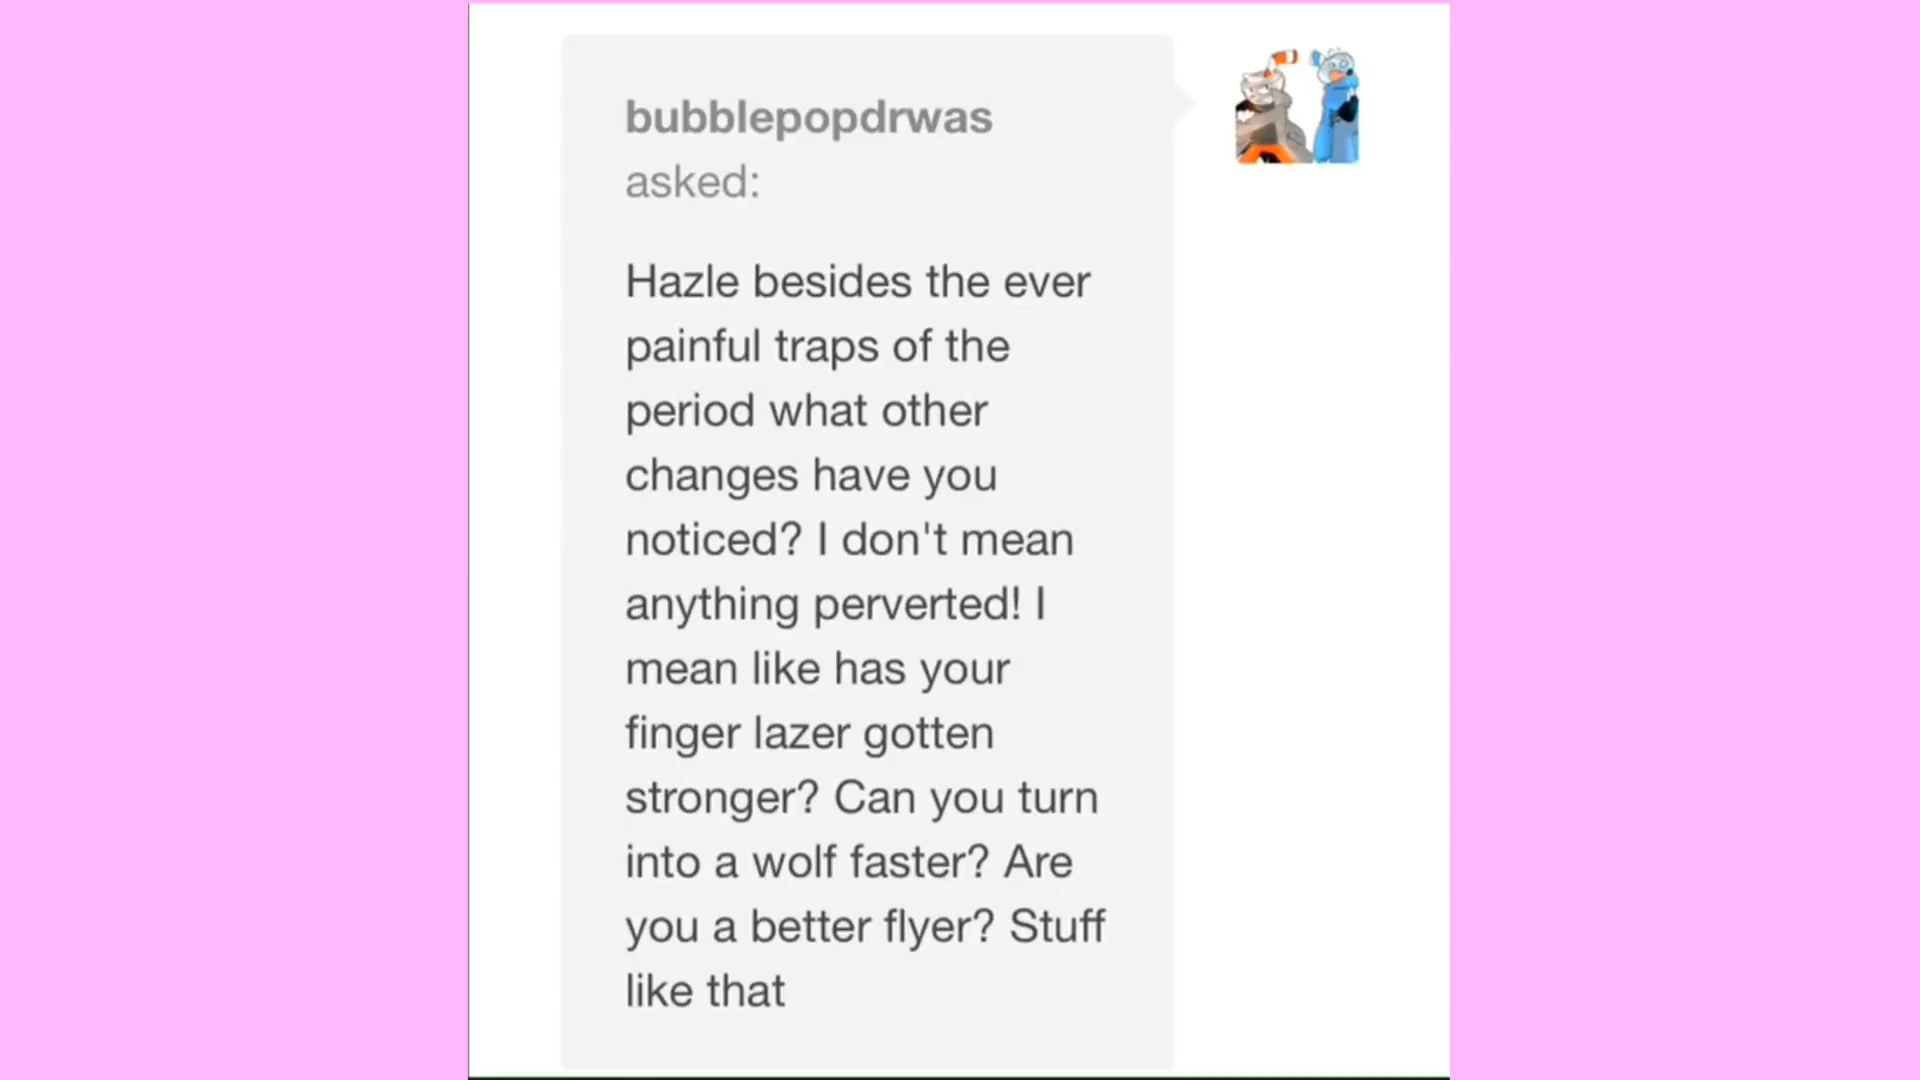 bubblepopdrwas
asked:
Hazle besides the ever
painful traps of the
period what other
changes have you
noticed? I don't mean
anything perverted! I
mean like has your
finger lazer gotten
stronger? Can you turn
into a wolf faster? Are
you a better flyer? Stuff
like that